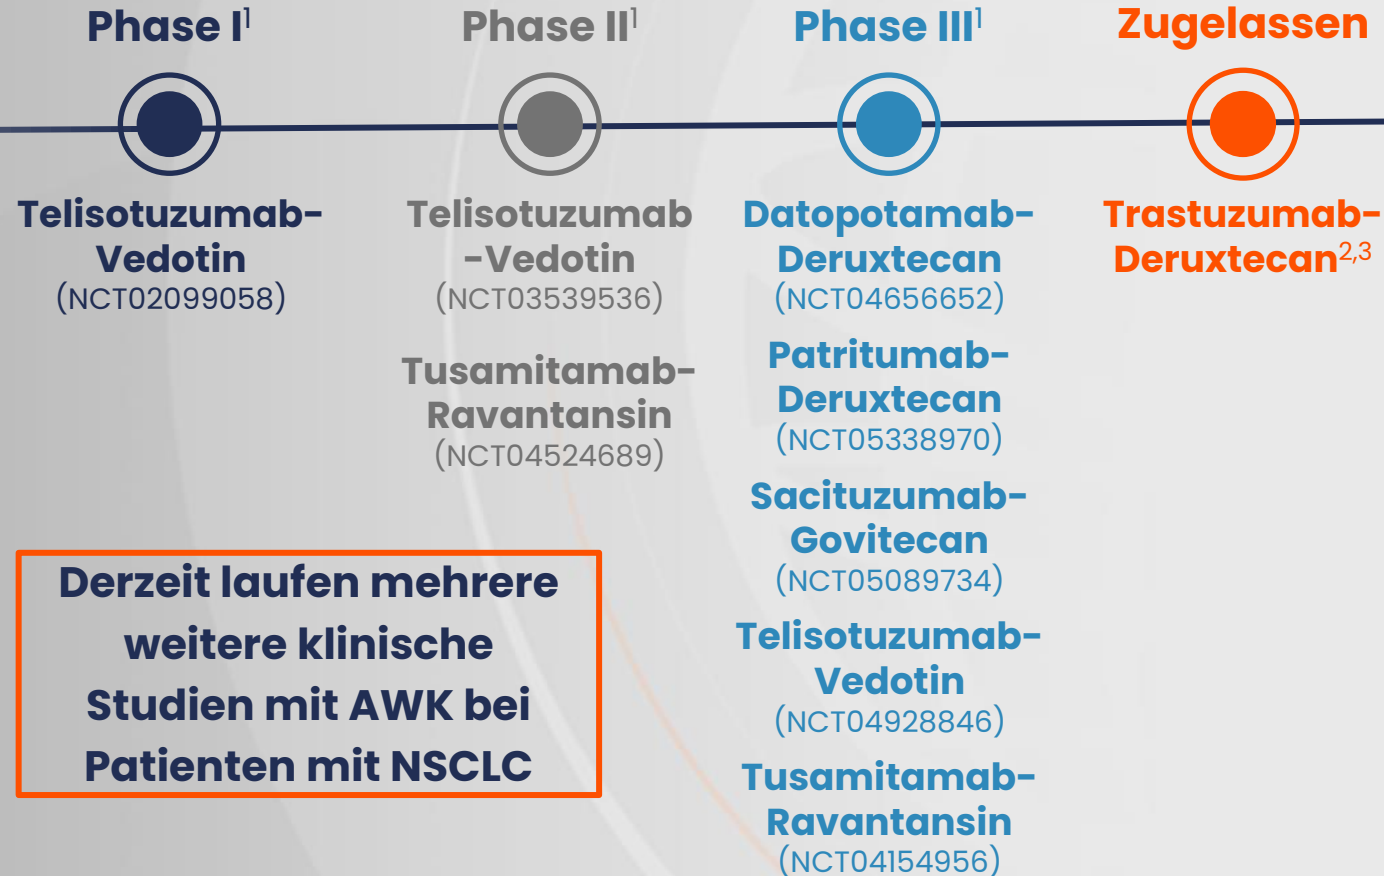 Phase I¹
Telisotuzumab-
Vedotin
(NCT02099058)
Phase II¹
Telisotuzumab
-Vedotin
(NCT03539536)
Tusamitamab-
Ravantansin
(NCT04524689)
Phase III¹
Datopotamab-
Deruxtecan
(NCT04656652)
Patritumab-
Deruxtecan
(NCT05338970)
Sacituzumab-
Govitecan
(NCT05089734)
Telisotuzumab-
Vedotin
(NCT04928846)
Tusamitamab-
Ravantansin
(NCT04154956)
Zugelassen
Trastuzumab-
Deruxtecan²,³
Derzeit laufen mehrere
weitere klinische
Studien mit AWK bei
Patienten mit NSCLC